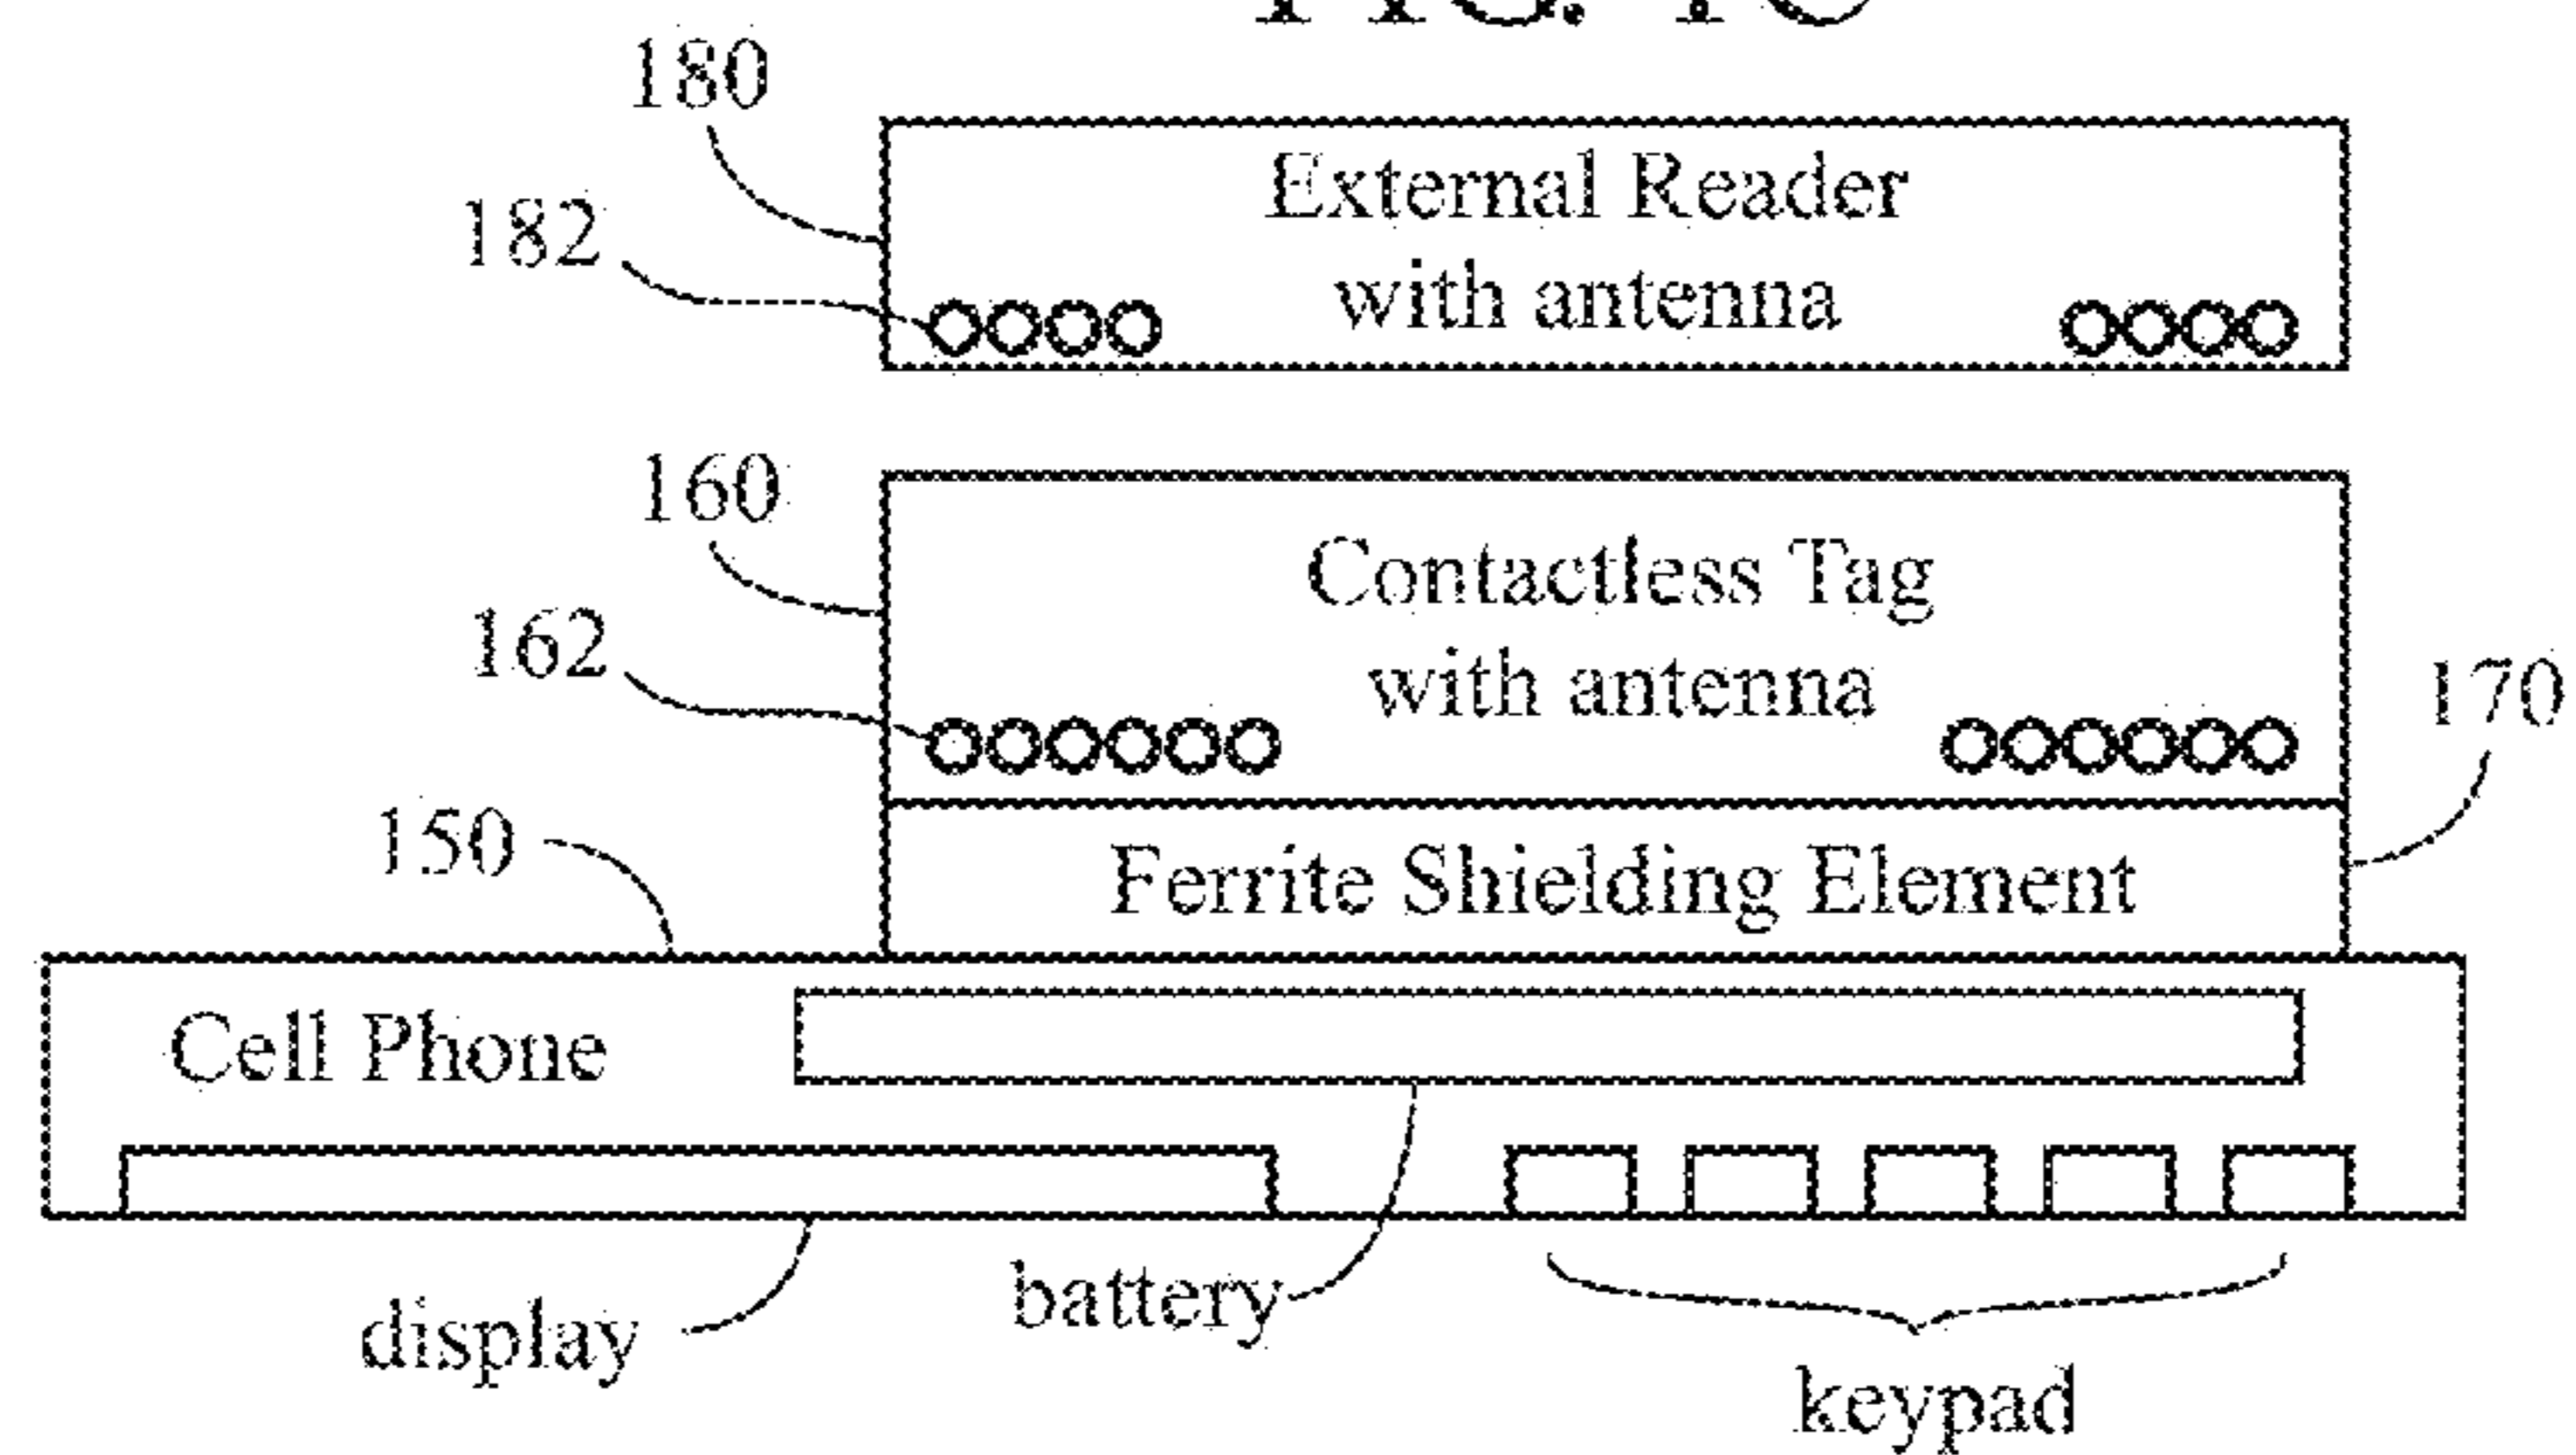 180
External Reader
182
with antenna
160
Contactless Tag
162
with antenna
170
150
Ferrite Shielding Element
Cell Phone
battery
display
keypad